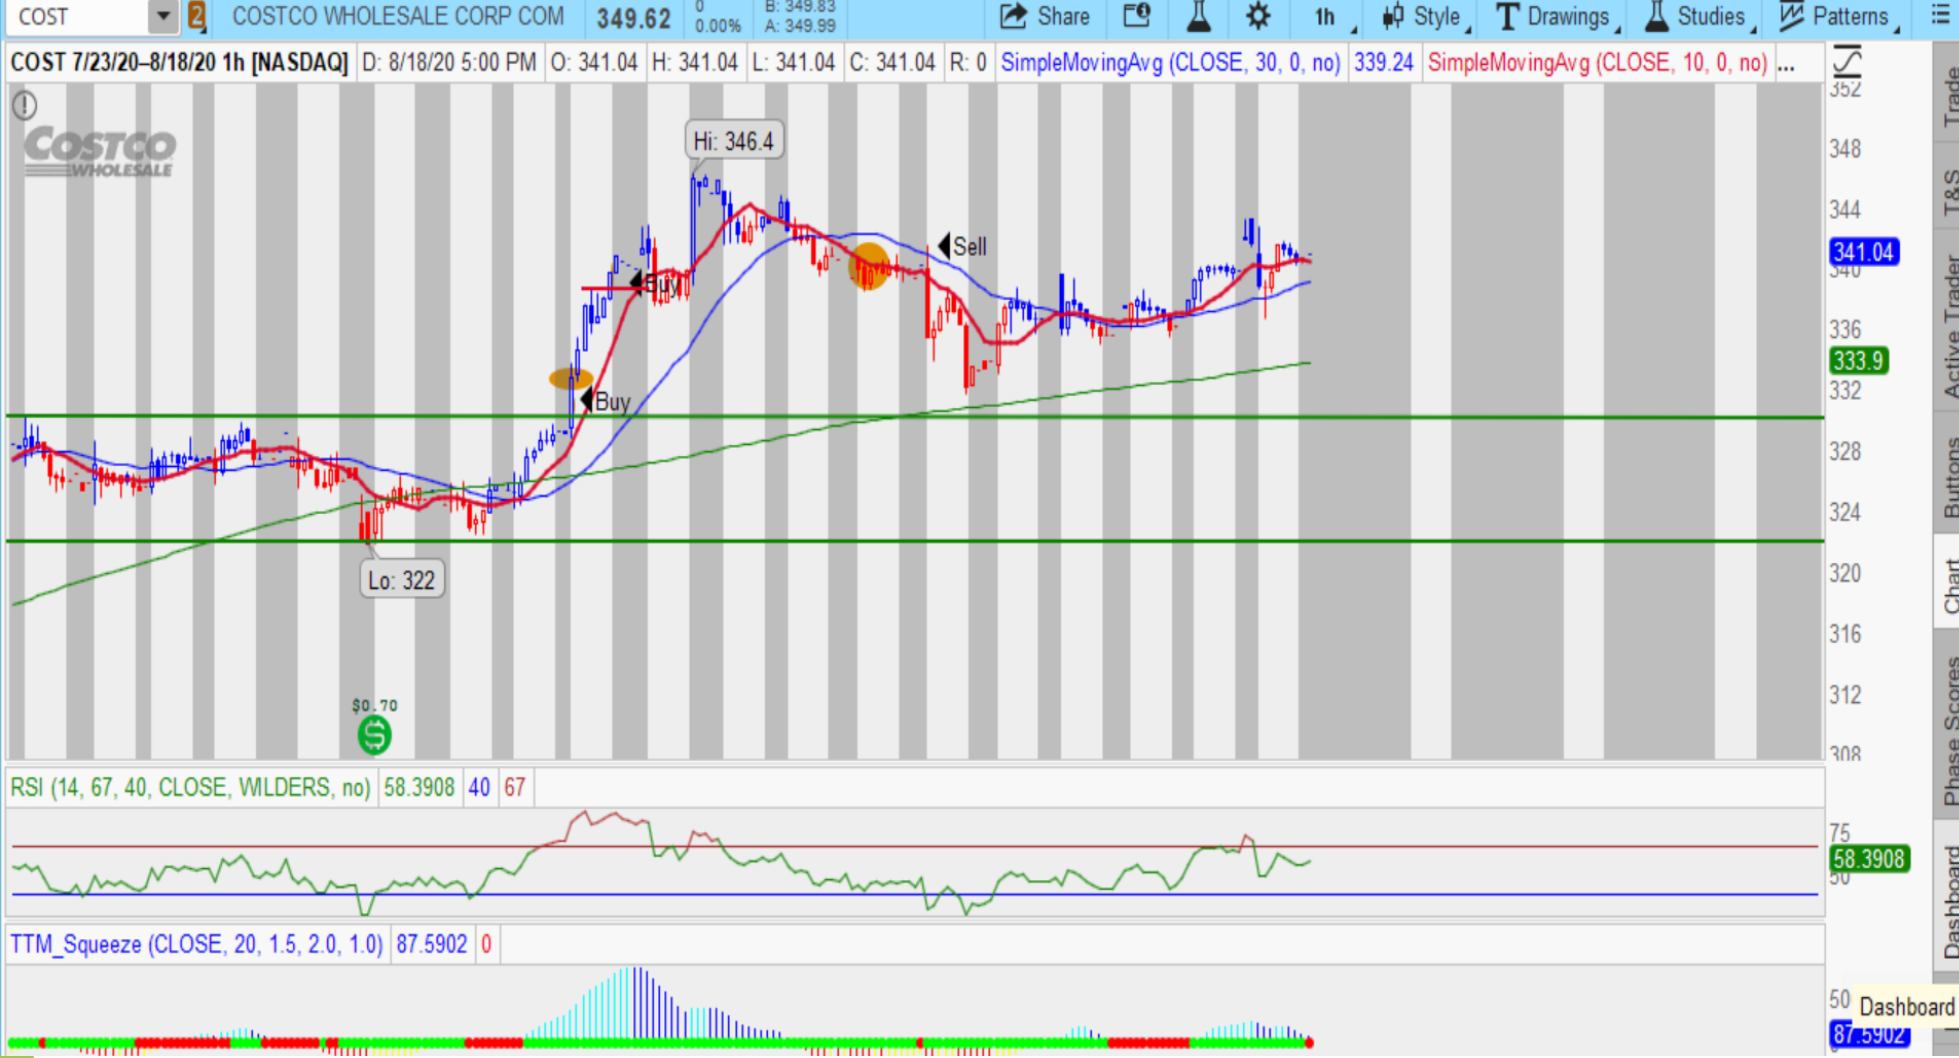 COST 2 COSTCO WHOLESALE CORP COM 349.62 0 0.00% B: 349.83 A: 349.99 Share 1h Style Drawings Studies Patterns
COST 7/23/20–8/18/20 1h [NASDAQ] D: 8/18/20 5:00 PM O: 341.04 H: 341.04 L: 341.04 C: 341.04 R: 0 SimpleMovingAvg (CLOSE, 30, 0, no) 339.24 SimpleMovingAvg (CLOSE, 10, 0, no) ...
COSTCO
WHOLESALE
Hi: 346.4
Sell
Buy
Buy
Lo: 322
$0.70
$
352
348
344
341.04
340
336
333.9
332
328
324
320
316
312
308
RSI (14, 67, 40, CLOSE, WILDERS, no) 58.3908 40 67
75
58.3908
50
TTM_Squeeze (CLOSE, 20, 1.5, 2.0, 1.0) 87.5902 0
50
Dashboard
87.5902
Trade
T&S
Active Trader
Buttons
Chart
Phase Scores
Dashboard